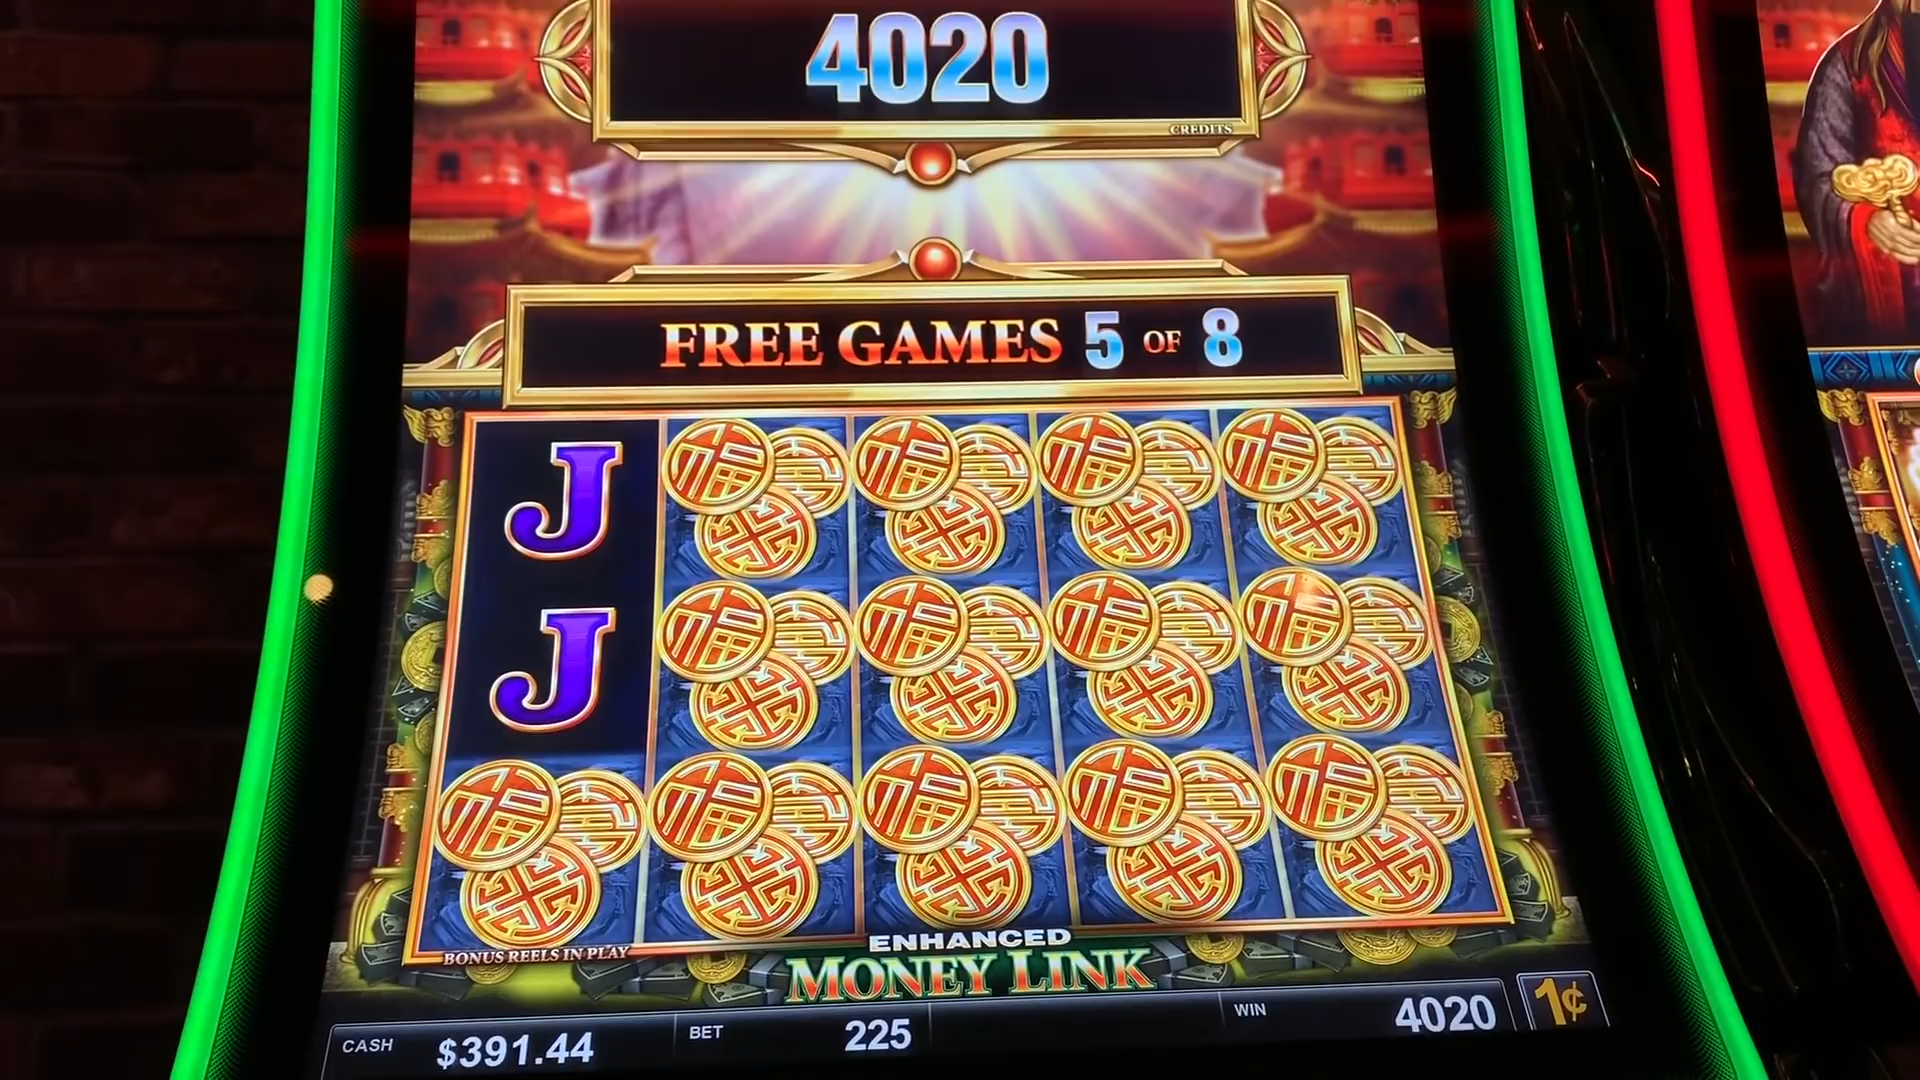 4020
CREDITS
FREE GAMES 5 OF 8
J
J
BONUS REELS IN PLAY
ENHANCED
MONEY LINK
CASH $391.44 BET 225 WIN 4020 1¢